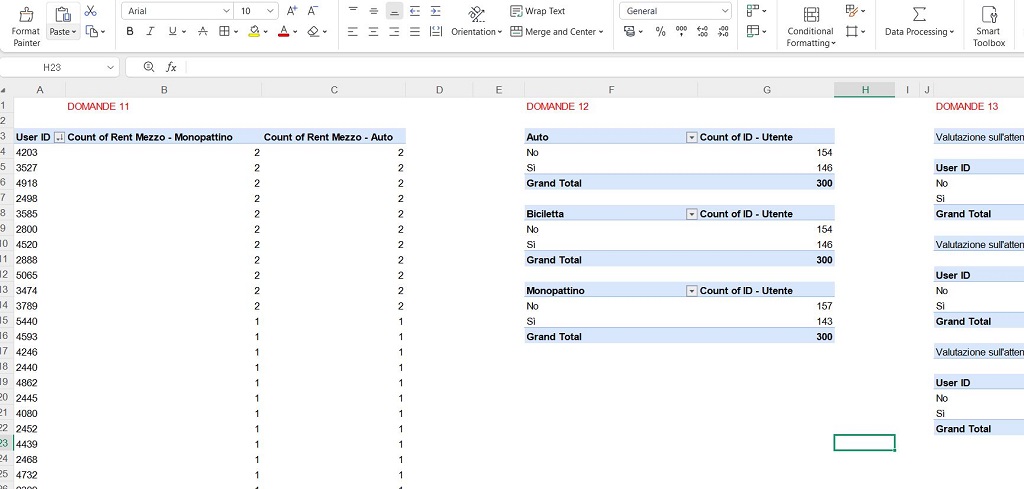 Arial 10 A+ A- Wrap Text General
Format Painter Paste B I U A Orientation Merge and Center % 000 Conditional Formatting Data Processing Smart Toolbox
H23 fx
A B C D E F G H I J
1 DOMANDE 11 DOMANDE 12 DOMANDE 13
2
3 User ID Count of Rent Mezzo - Monopattino Count of Rent Mezzo - Auto Auto Count of ID - Utente Valutazione sull'atten
4 4203 2 2 No 154
5 3527 2 2 Sì 146 User ID
6 4918 2 2 Grand Total 300 No
7 2498 2 2 Sì
8 3585 2 2 Biciletta Count of ID - Utente Grand Total
9 2800 2 2 No 154
10 4520 2 2 Sì 146 Valutazione sull'atten
11 2888 2 2 Grand Total 300
12 5065 2 2 User ID
13 3474 2 2 Monopattino Count of ID - Utente No
14 3789 2 2 No 157 Sì
15 5440 1 1 Sì 143 Grand Total
16 4593 1 1 Grand Total 300
17 4246 1 1 Valutazione sull'atten
18 2440 1 1
19 4862 1 1 User ID
20 2445 1 1 No
21 4080 1 1 Sì
22 2452 1 1 Grand Total
23 4439 1 1
24 2468 1 1
25 4732 1 1